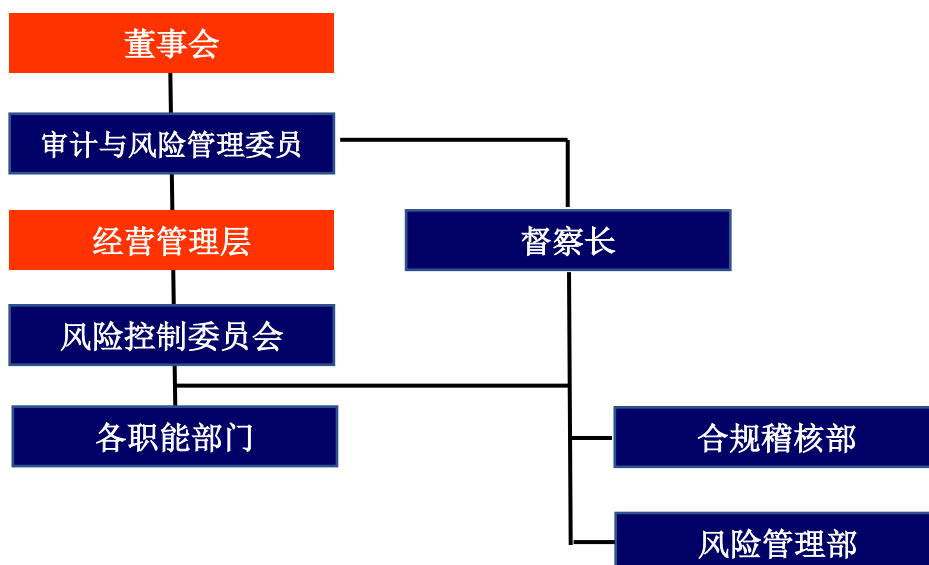 董事会
审计与风险管理委员
经营管理层
督察长
风险控制委员会
各职能部门
合规稽核部
风险管理部